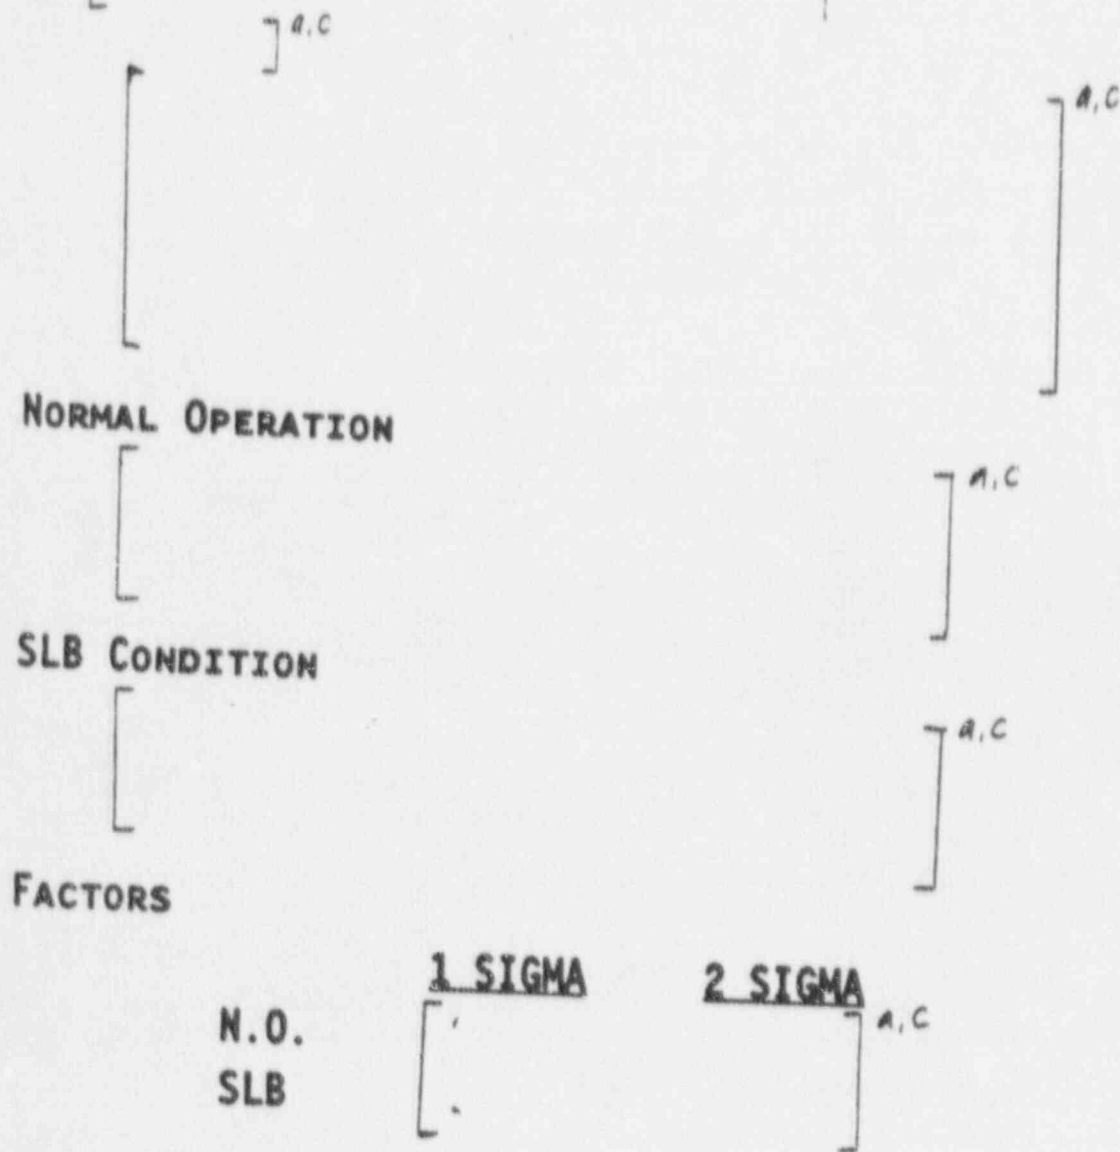 a,c
a,c
NORMAL OPERATION
a,c
SLB CONDITION
a,c
FACTORS
1 SIGMA 2 SIGMA
a,c
N.O.
SLB